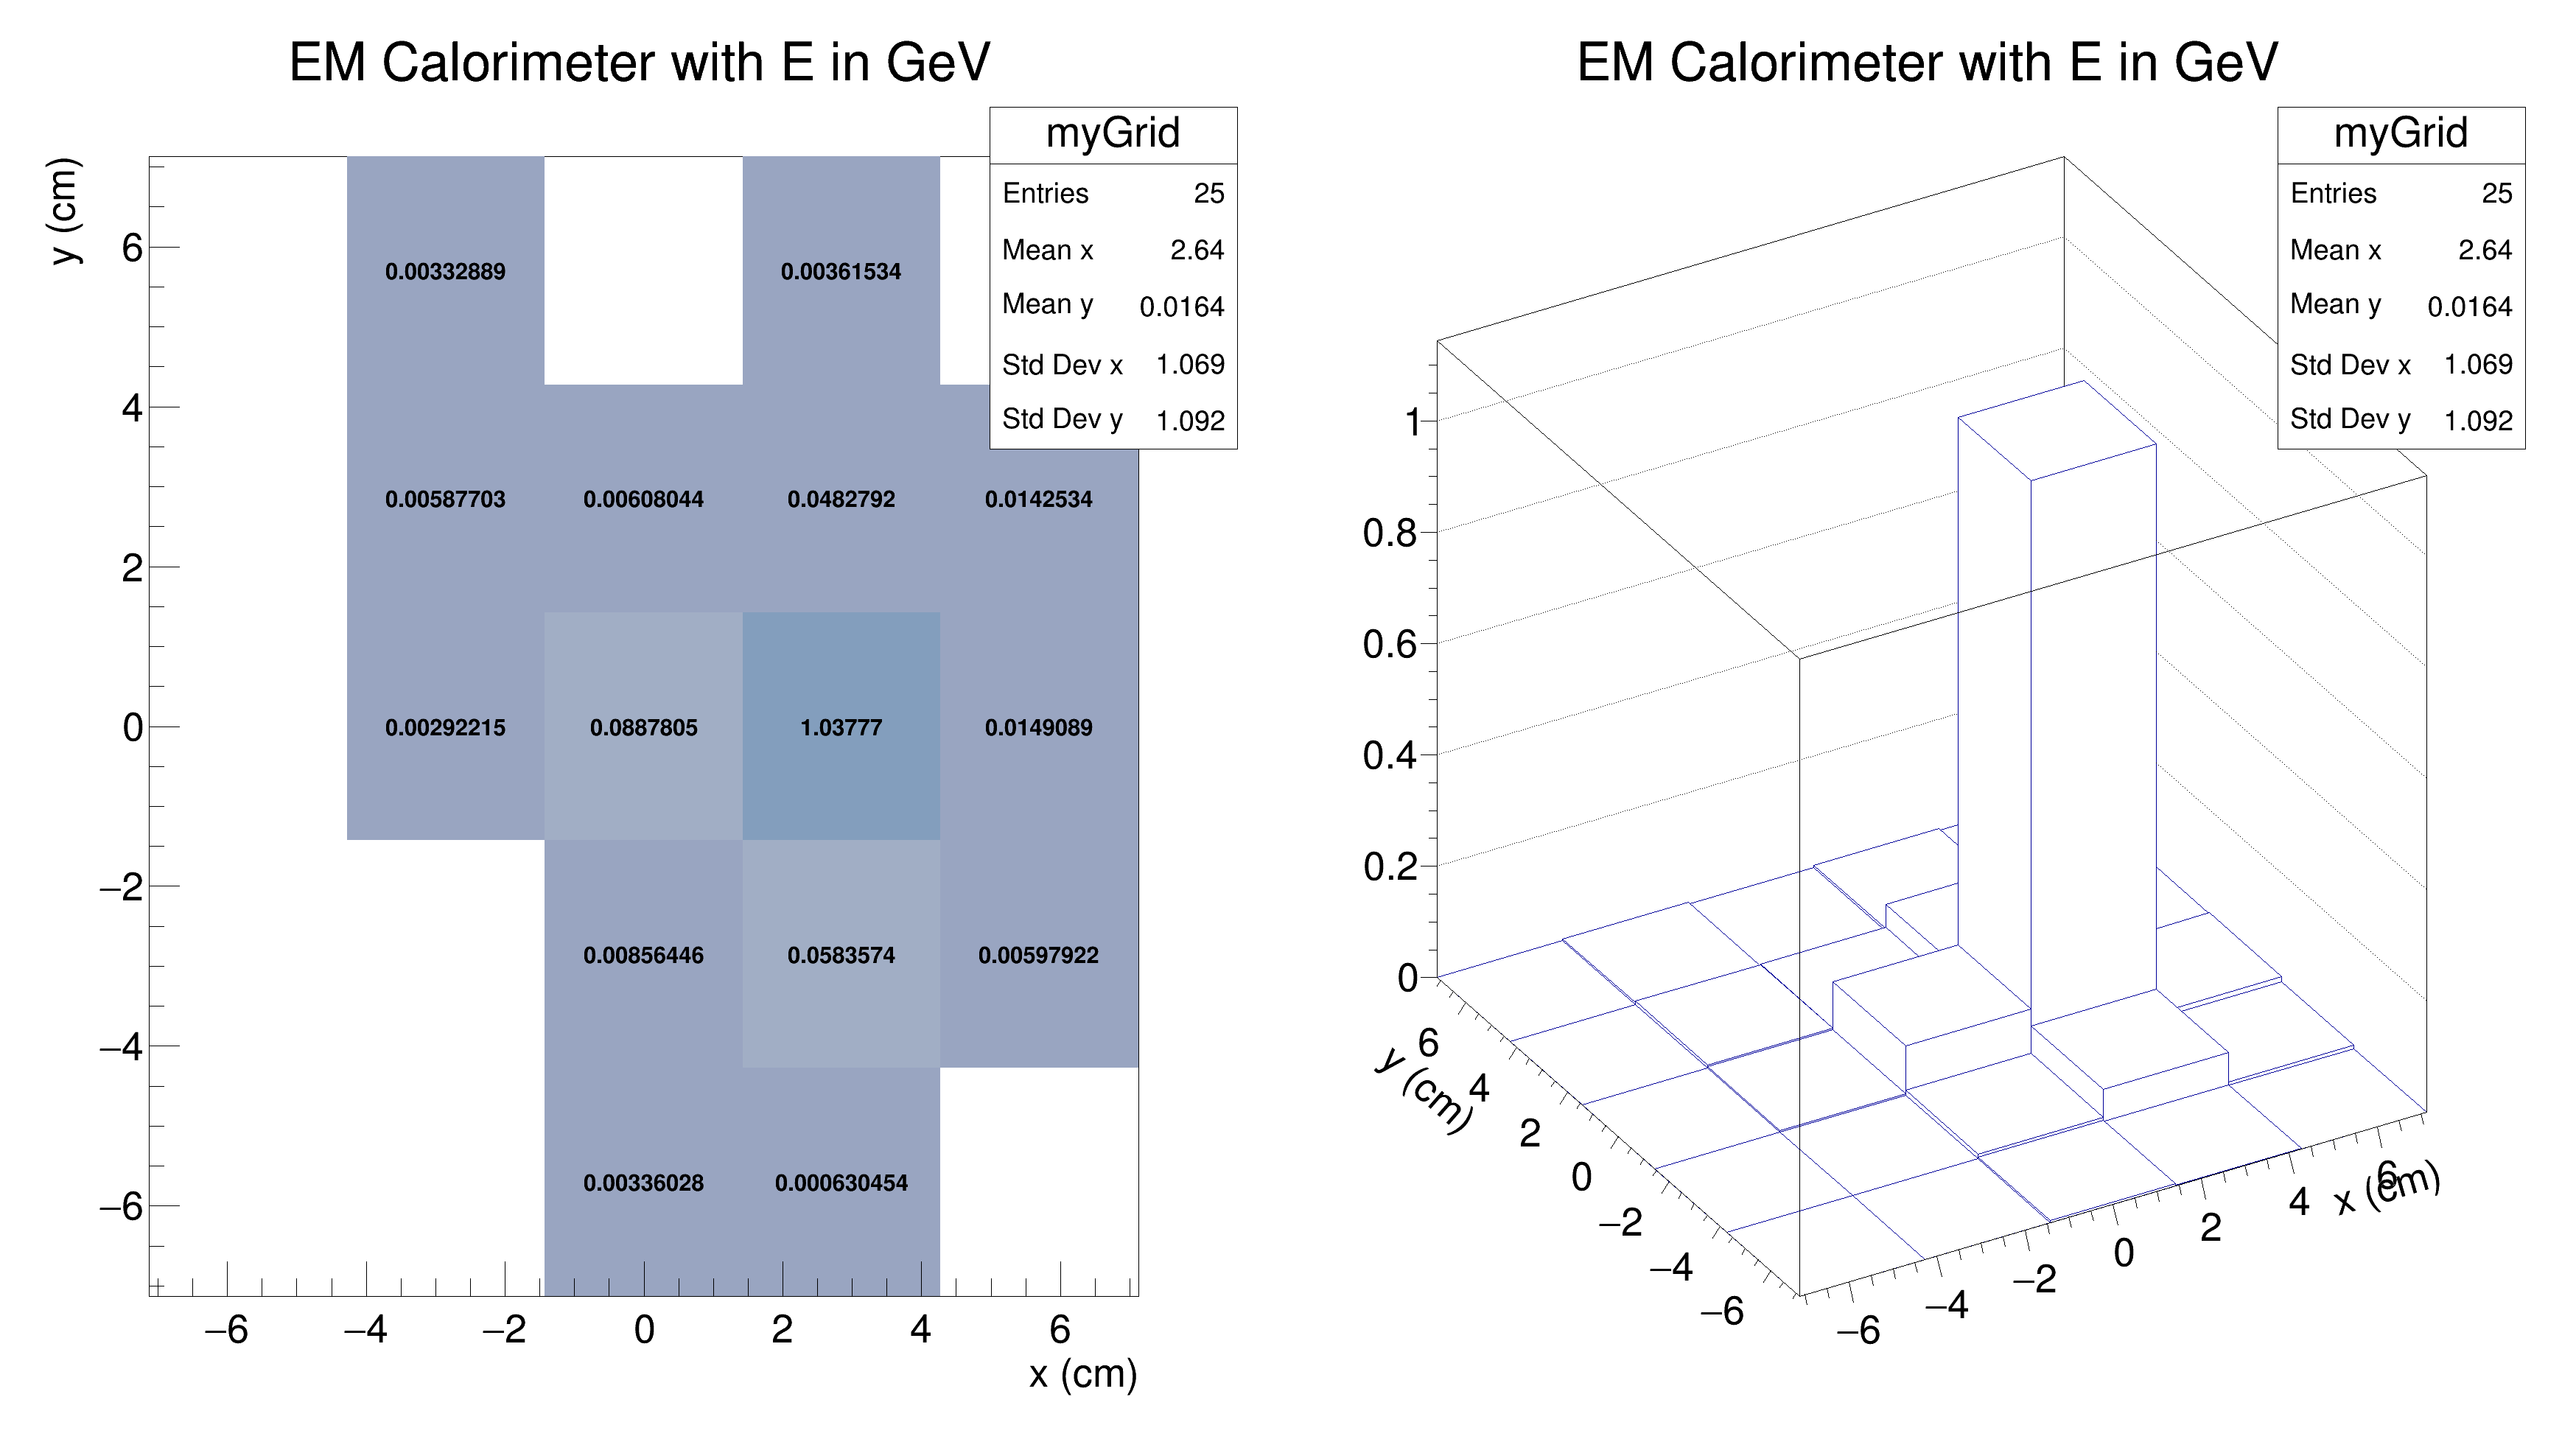 EM Calorimeter with E in GeV
myGrid
Entries 25
Mean x 2.64
Mean y 0.0164
Std Dev x 1.069
Std Dev y 1.092
y (cm)
6
4
2
0
−2
−4
−6
0.00332889 0.00361534
0.00587703 0.00608044 0.0482792 0.0142534
0.00292215 0.0887805 1.03777 0.0149089
0.00856446 0.0583574 0.00597922
0.00336028 0.000630454
−6 −4 −2 0 2 4 6
x (cm)
EM Calorimeter with E in GeV
myGrid
Entries 25
Mean x 2.64
Mean y 0.0164
Std Dev x 1.069
Std Dev y 1.092
1
0.8
0.6
0.4
0.2
0
6
4
2
0
−2
−4
−6
y (cm)
−6
−4
−2
0
2
4
6
x (cm)